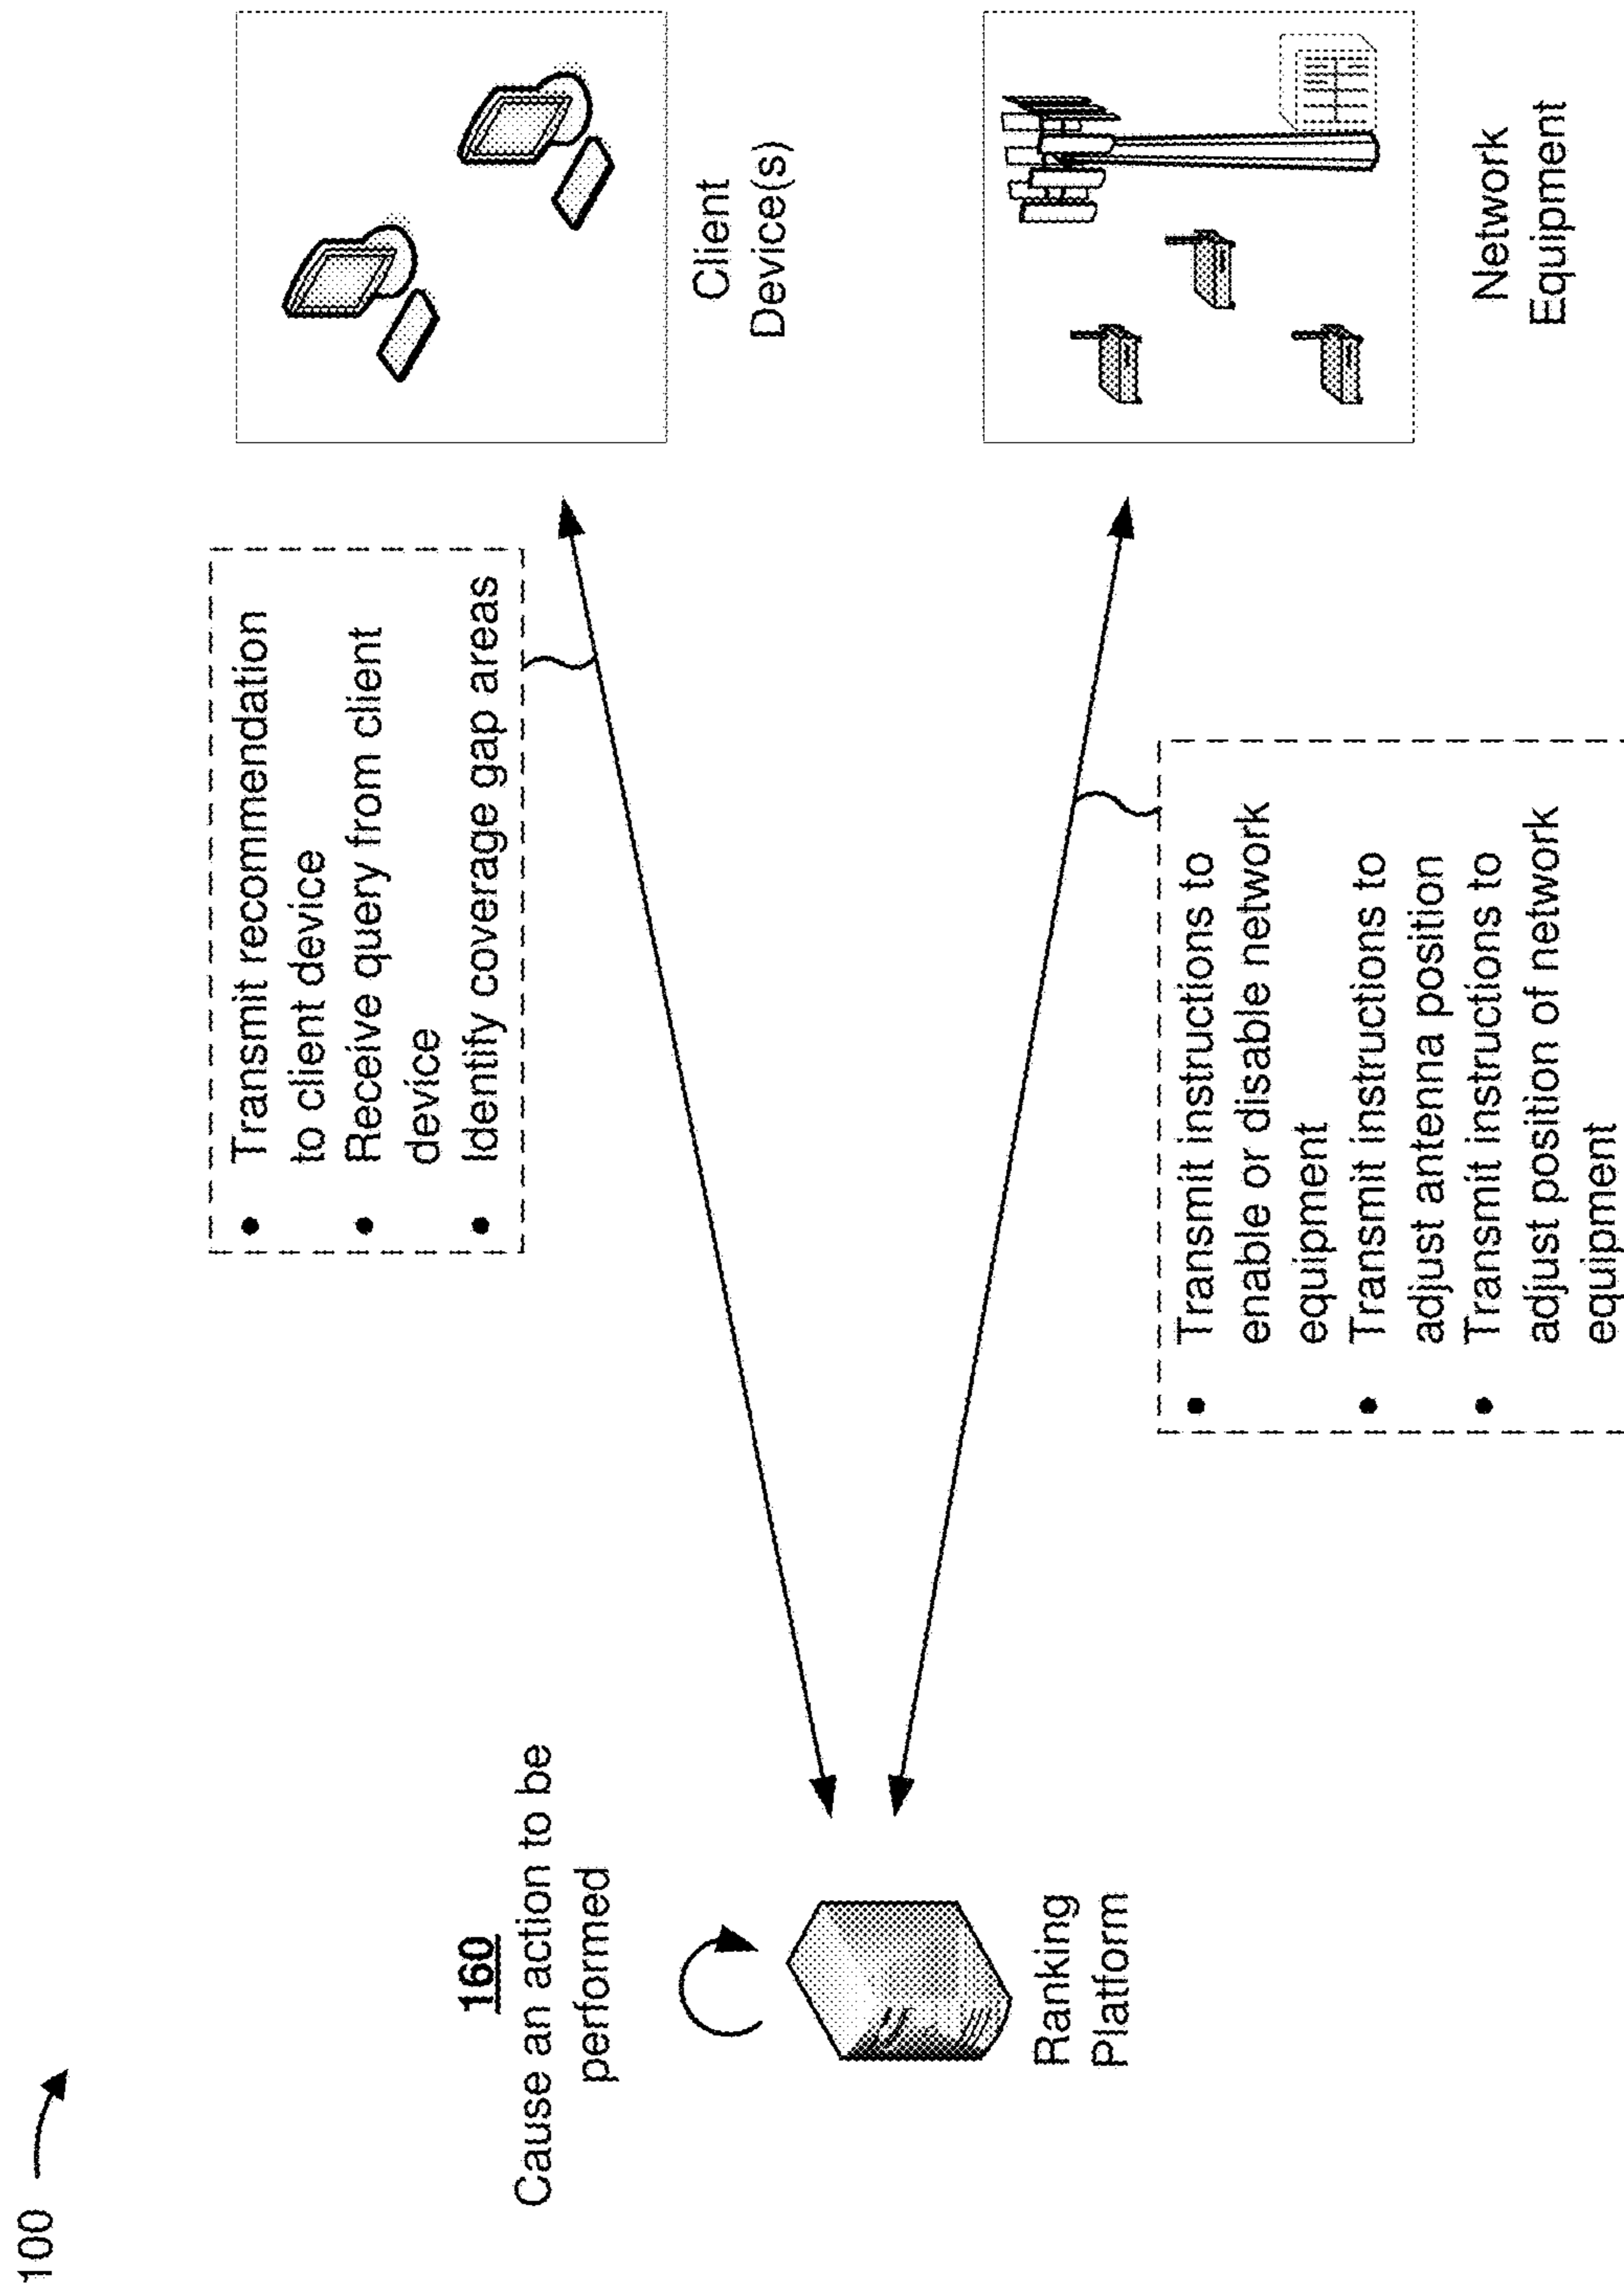 100
160
Cause an action to be
performed
Ranking
Platform
• Transmit recommendation
to client device
• Receive query from client
device
• Identify coverage gap areas
Client
Device(s)
• Transmit instructions to
enable or disable network
equipment
• Transmit instructions to
adjust antenna position
• Transmit instructions to
adjust position of network
equipment
Network
Equipment